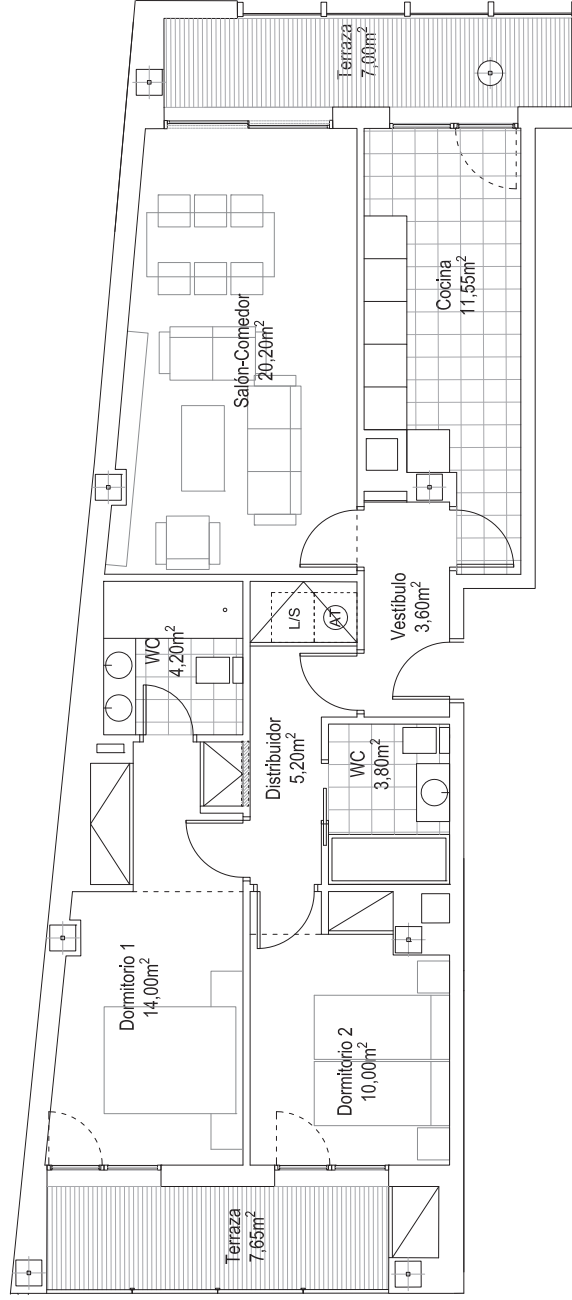 Terraza
7,00m²
Cocina
11,55m²
Salón-Comedor
20,20m²
Vestíbulo
3,60m²
L/S
AT
WC
4,20m²
Distribuidor
5,20m²
WC
3,80m²
Dormitorio 1
14,00m²
Dormitorio 2
10,00m²
Terraza
7,65m²